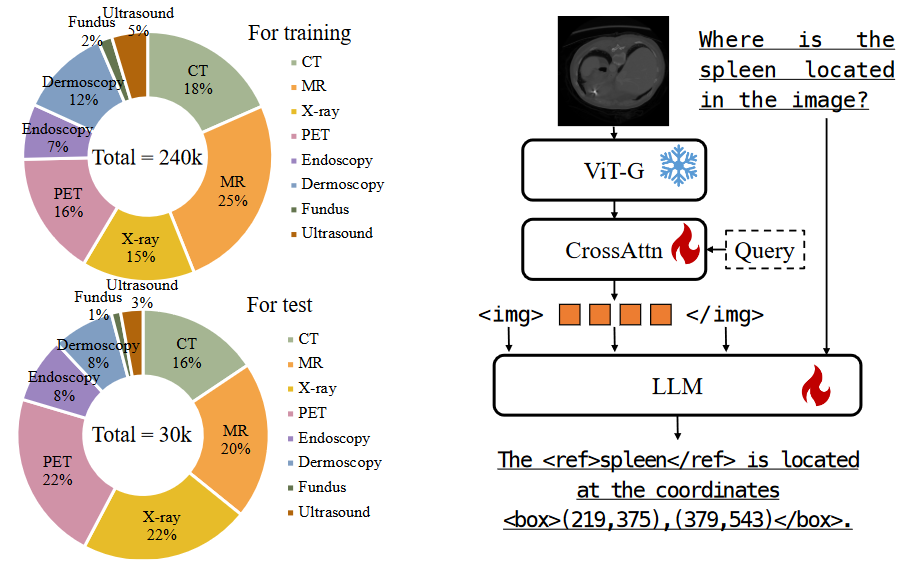 For training
Ultrasound
5%
Fundus
2%
Dermoscopy
12%
Endoscopy
7%
PET
16%
X-ray
15%
MR
25%
CT
18%
Total = 240k
CT
MR
X-ray
PET
Endoscopy
Dermoscopy
Fundus
Ultrasound
For test
Ultrasound
3%
Fundus
1%
Dermoscopy
8%
Endoscopy
8%
PET
22%
X-ray
22%
MR
20%
CT
16%
Total = 30k
CT
MR
X-ray
PET
Endoscopy
Dermoscopy
Fundus
Ultrasound
Where is the
spleen located
in the image?
ViT-G
CrossAttn
Query
<img> </img>
LLM
The <ref>spleen</ref> is located
at the coordinates
<box>(219,375),(379,543)</box>.